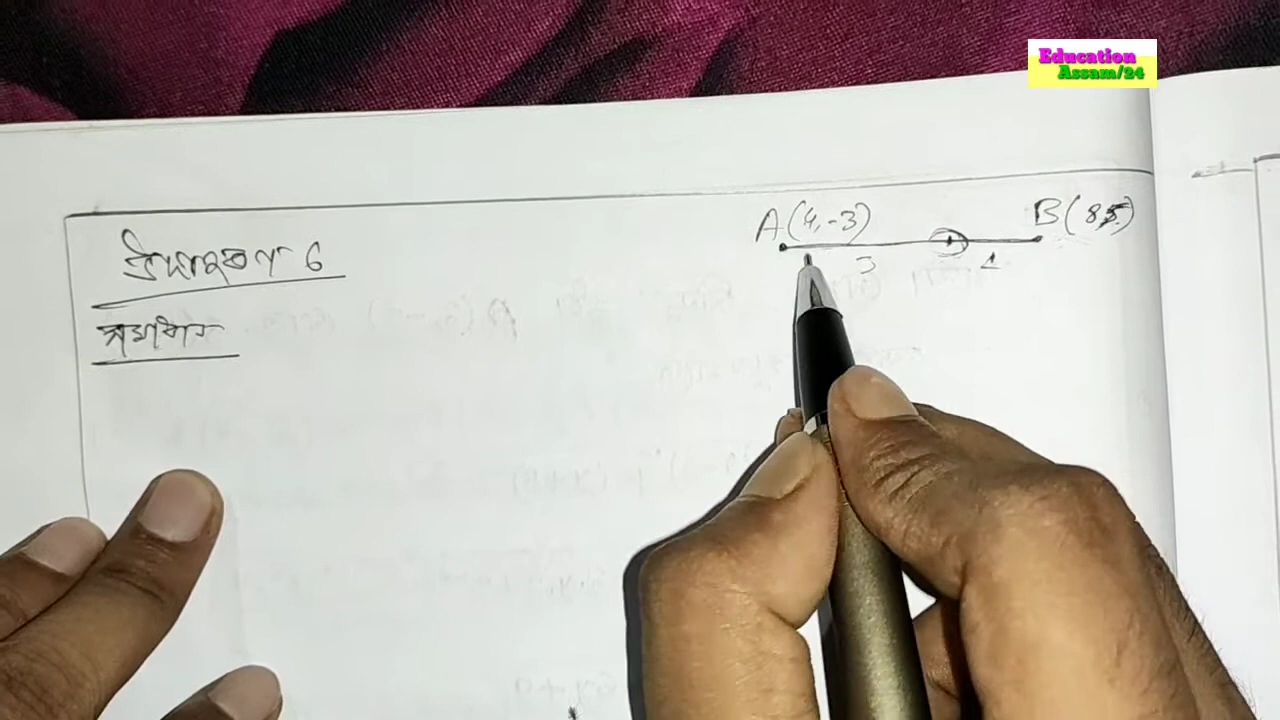 Education
Assam/24
A(4,-3) B(8,5)
3 1
উদাহৰণ 6
সমাধান